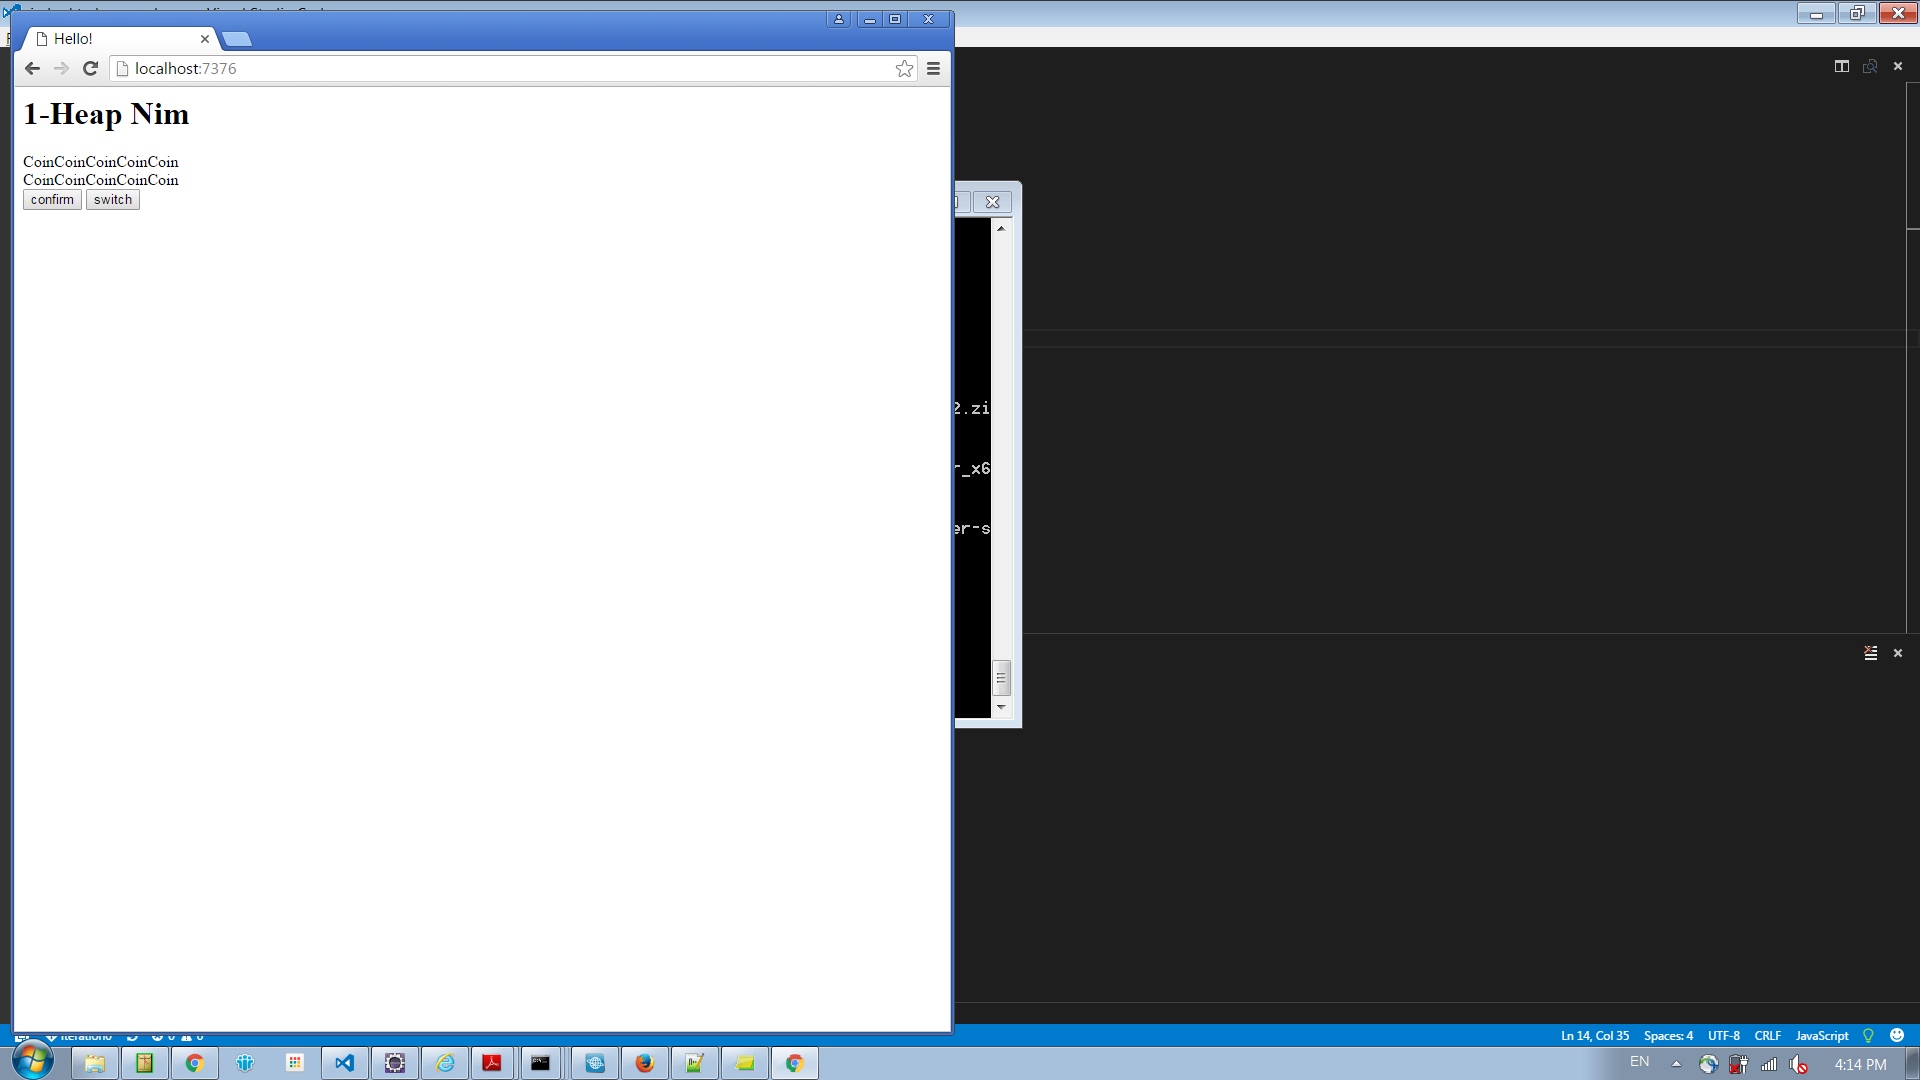 Hello!
localhost:7376
1-Heap Nim
CoinCoinCoinCoinCoin
CoinCoinCoinCoinCoin
confirm switch
2.zi
r_x6
er-s
Ln 14, Col 35 Spaces: 4 UTF-8 CRLF JavaScript
EN 4:14 PM